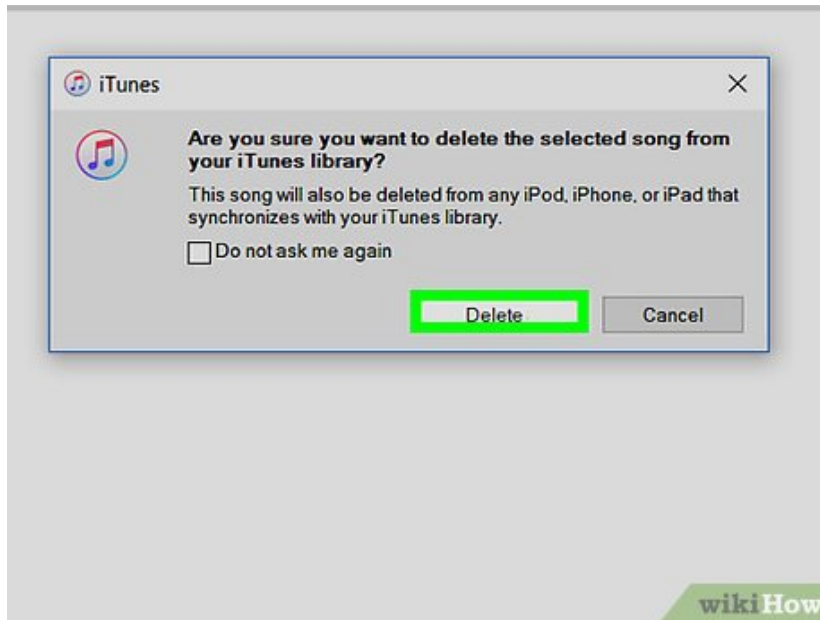 iTunes
Are you sure you want to delete the selected song from
your iTunes library?
This song will also be deleted from any iPod, iPhone, or iPad that
synchronizes with your iTunes library.
Do not ask me again
Delete
Cancel
wikiHow